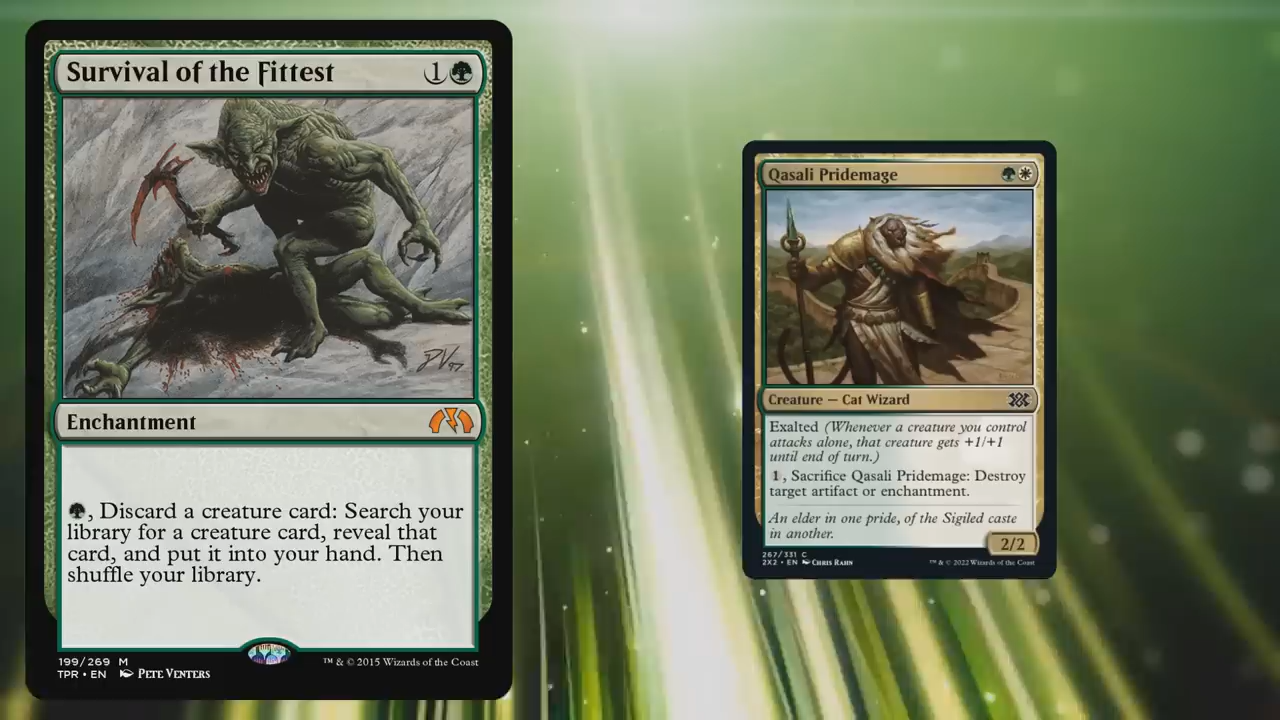 Survival of the Fittest 1
DV 97
Enchantment
, Discard a creature card: Search your
library for a creature card, reveal that
card, and put it into your hand. Then
shuffle your library.
199/269 M
TPR • EN Pete Venters
™ & © 2015 Wizards of the Coast
Qasali Pridemage
Creature — Cat Wizard
Exalted (Whenever a creature you control
attacks alone, that creature gets +1/+1
until end of turn.)
1, Sacrifice Qasali Pridemage: Destroy
target artifact or enchantment.
An elder in one pride, of the Sigiled caste
in another.
2/2
267/331 C
2X2 • EN Chris Rahn
™ & © 2022 Wizards of the Coast